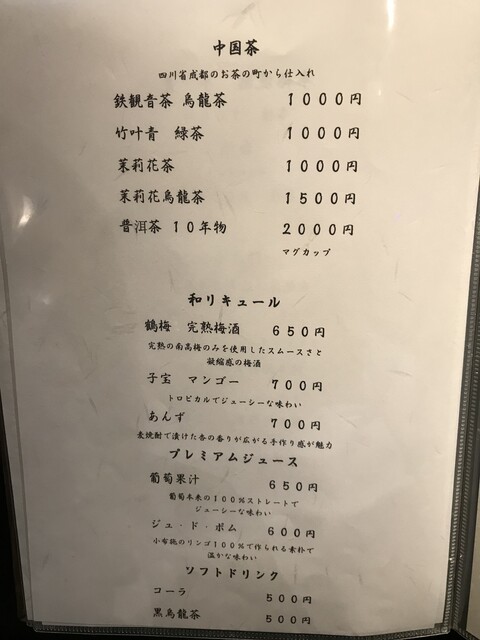 中国茶
四川省成都のお茶の町から仕入れ
鉄観音茶 烏龍茶 1000円
竹叶青 緑茶 1000円
茉莉花茶 1000円
茉莉花烏龍茶 1500円
普洱茶 10年物 2000円
マグカップ
和リキュール
鶴梅 完熟梅酒 650円
完熟の南高梅のみを使用したスムースさと
凝縮感の梅酒
子宝 マンゴー 700円
トロピカルでジューシーな味わい
あんず 700円
麦焼酎で漬けた杏の香りが広がる手作り感が魅力
プレミアムジュース
葡萄果汁 650円
葡萄本来の100%ストレートで
ジューシーな味わい
ジュ・ド・ポム 600円
小布施のリンゴ100%で作られる素朴で
温かな味わい
ソフトドリンク
コーラ 500円
黒烏龍茶 500円